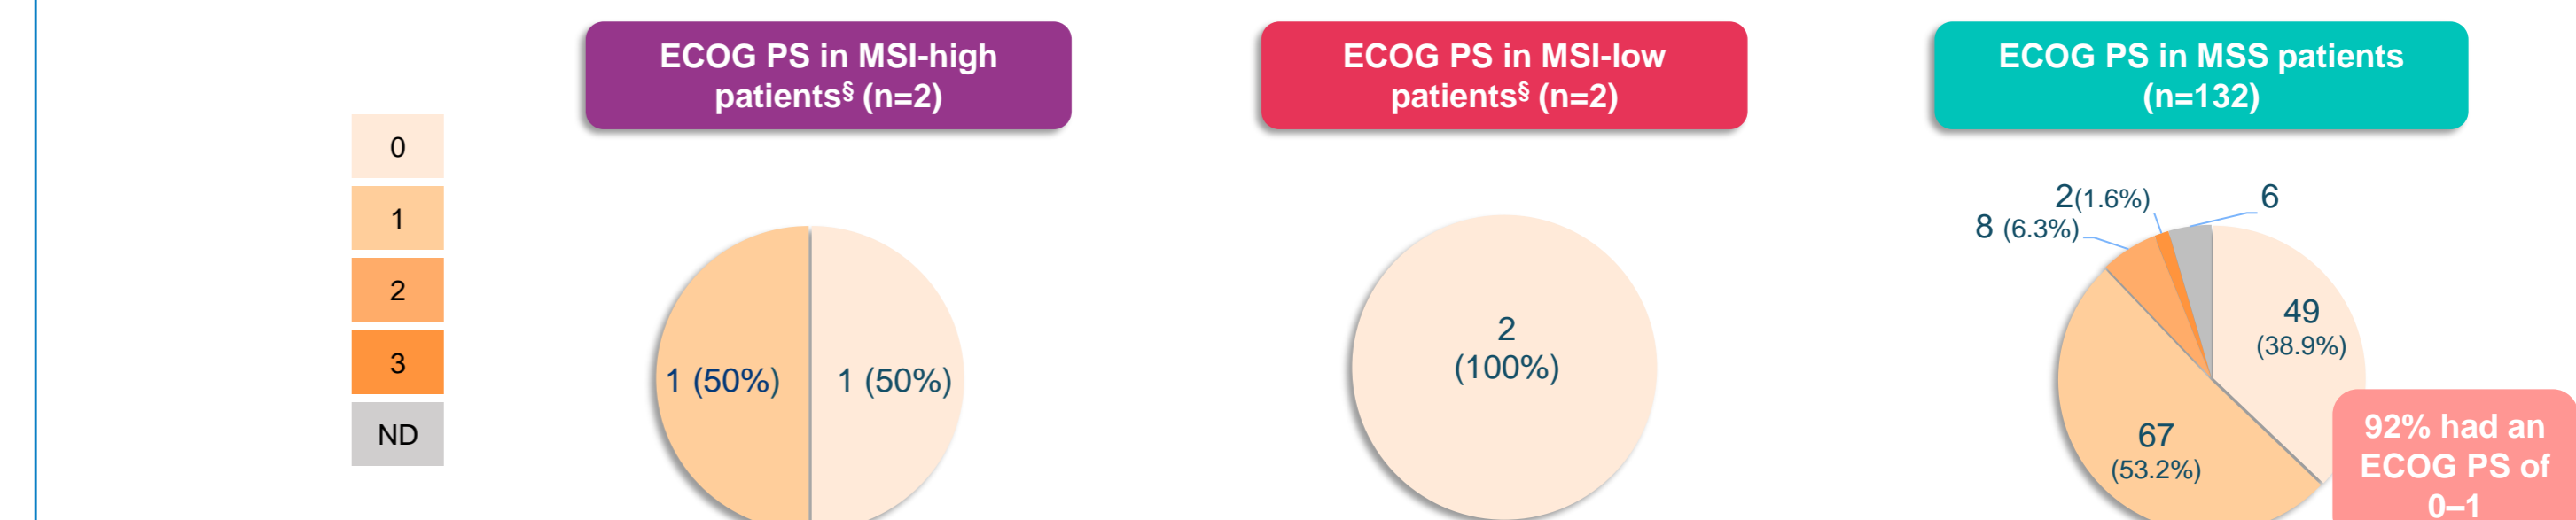 ECOG PS in MSI-high
patients§ (n=2)
ECOG PS in MSI-low
patients§ (n=2)
ECOG PS in MSS patients
(n=132)
0
1
2
3
ND
1 (50%)
1 (50%)
2
(100%)
2(1.6%)
6
8 (6.3%)
49
(38.9%)
67
(53.2%)
92% had an
ECOG PS of
0–1